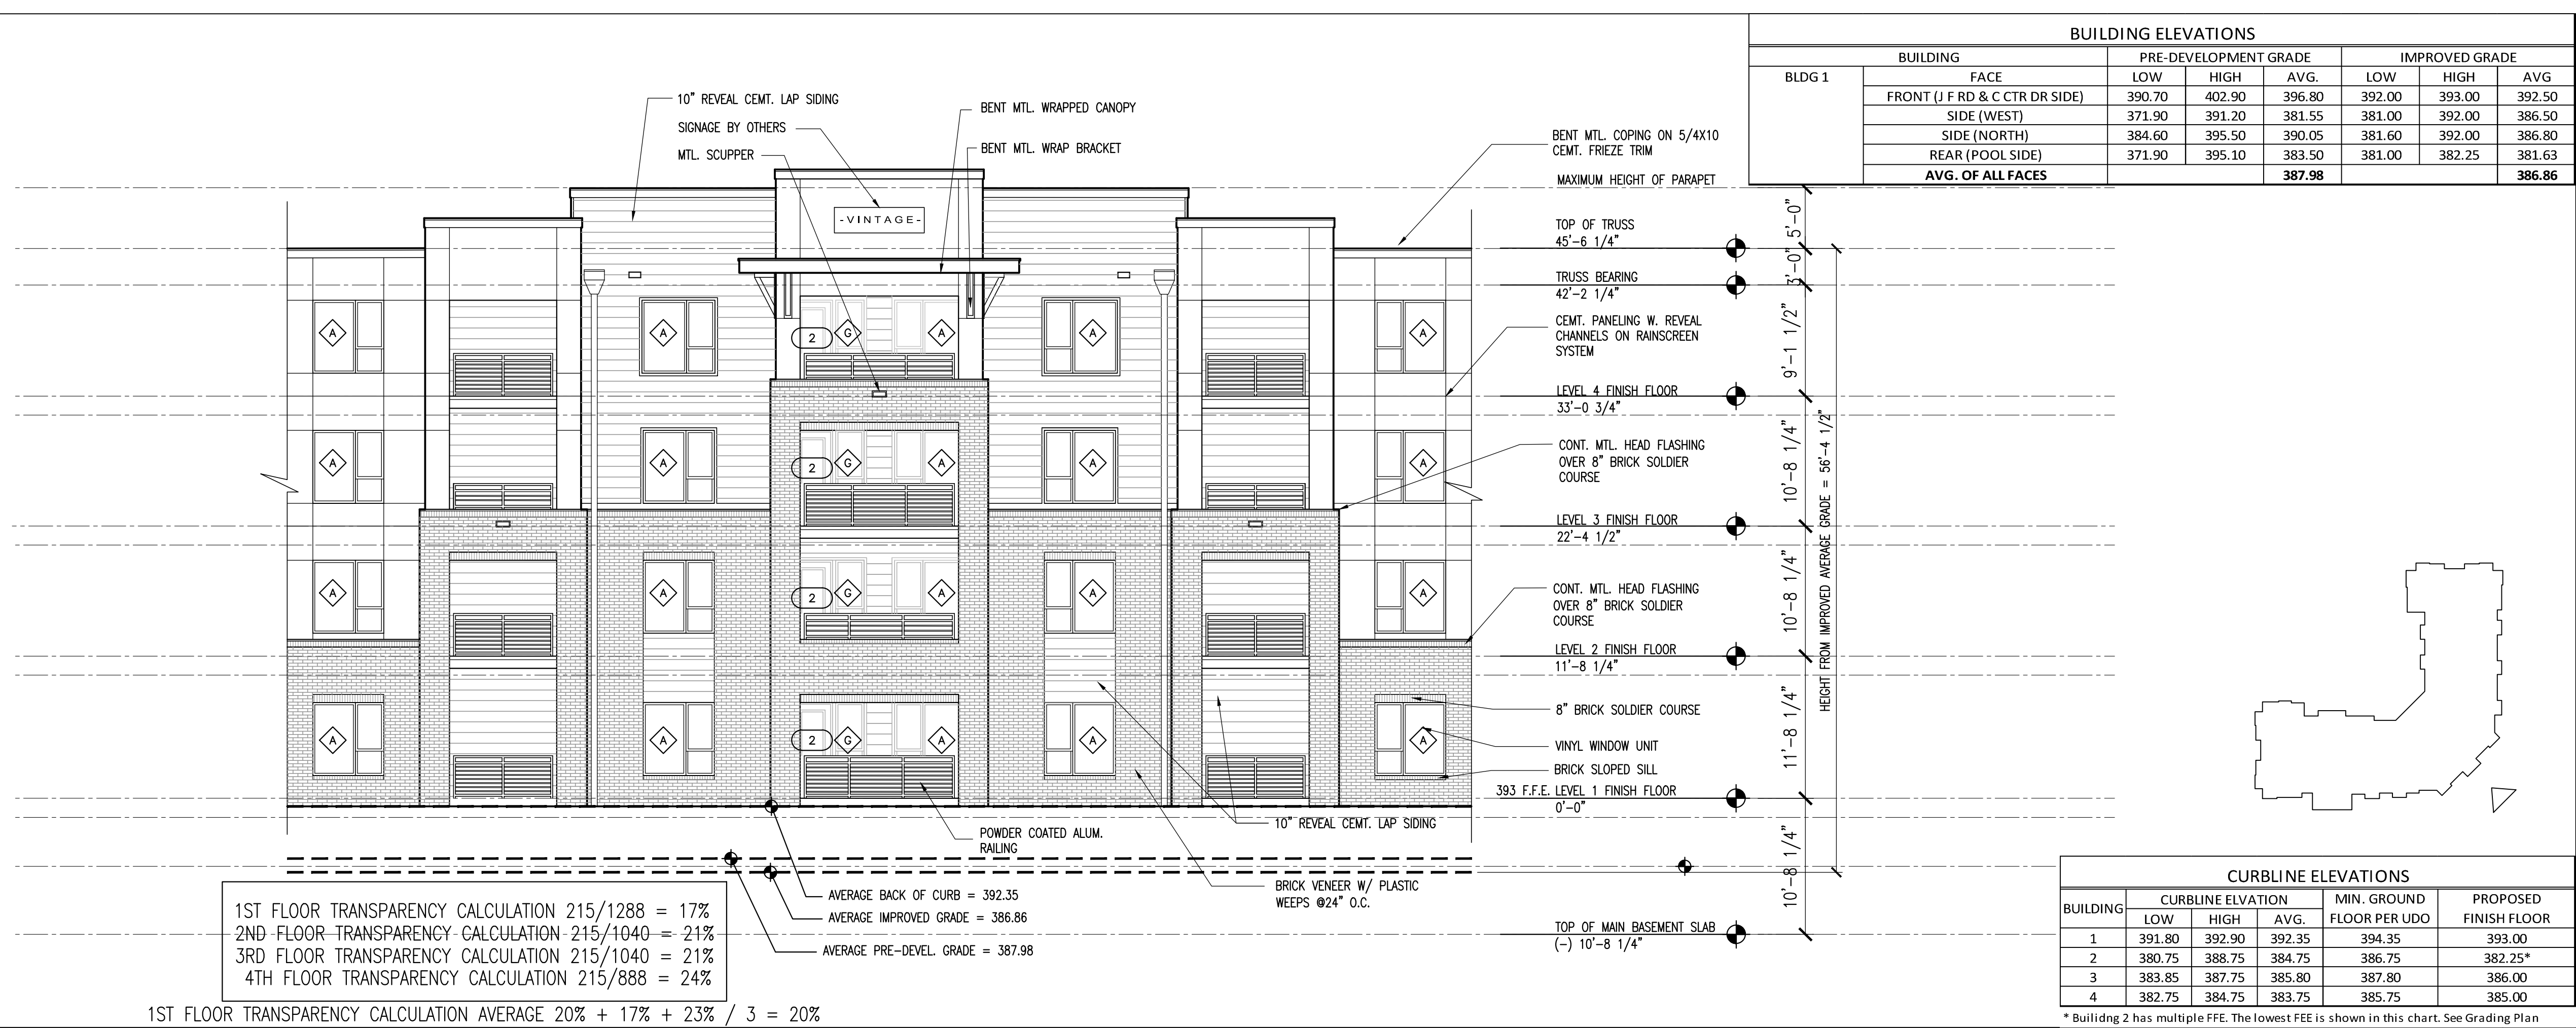 BUILDING ELEVATIONS
BUILDING PRE-DEVELOPMENT GRADE IMPROVED GRADE
BLDG 1 FACE LOW HIGH AVG. LOW HIGH AVG
FRONT (J F RD & C CTR DR SIDE) 390.70 402.90 396.80 392.00 393.00 392.50
SIDE (WEST) 371.90 391.20 381.55 381.00 392.00 386.50
SIDE (NORTH) 384.60 395.50 390.05 381.60 392.00 386.80
REAR (POOL SIDE) 371.90 395.10 383.50 381.00 382.25 381.63
AVG. OF ALL FACES 387.98 386.86
10" REVEAL CEMT. LAP SIDING
SIGNAGE BY OTHERS
MTL. SCUPPER
BENT MTL. WRAPPED CANOPY
BENT MTL. WRAP BRACKET
-VINTAGE-
BENT MTL. COPING ON 5/4X10
CEMT. FRIEZE TRIM
MAXIMUM HEIGHT OF PARAPET
TOP OF TRUSS
45'-6 1/4"
TRUSS BEARING
42'-2 1/4"
CEMT. PANELING W. REVEAL
CHANNELS ON RAINSCREEN
SYSTEM
LEVEL 4 FINISH FLOOR
33'-0 3/4"
CONT. MTL. HEAD FLASHING
OVER 8" BRICK SOLDIER
COURSE
LEVEL 3 FINISH FLOOR
22'-4 1/2"
CONT. MTL. HEAD FLASHING
OVER 8" BRICK SOLDIER
COURSE
LEVEL 2 FINISH FLOOR
11'-8 1/4"
8" BRICK SOLDIER COURSE
VINYL WINDOW UNIT
BRICK SLOPED SILL
393 F.F.E. LEVEL 1 FINISH FLOOR
0'-0"
TOP OF MAIN BASEMENT SLAB
(-) 10'-8 1/4"
5'-0"
3'-0"
9'-1 1/2"
10'-8 1/4"
10'-8 1/4"
11'-8 1/4"
10'-8 1/4"
HEIGHT FROM IMPROVED AVERAGE GRADE = 56'-4 1/2"
A A 2 G A A A
A A 2 G A A A
A A 2 G A A A
A A 2 G A A A
10" REVEAL CEMT. LAP SIDING
POWDER COATED ALUM.
RAILING
BRICK VENEER W/ PLASTIC
WEEPS @24" O.C.
AVERAGE BACK OF CURB = 392.35
AVERAGE IMPROVED GRADE = 386.86
AVERAGE PRE-DEVEL. GRADE = 387.98
1ST FLOOR TRANSPARENCY CALCULATION 215/1288 = 17%
2ND FLOOR TRANSPARENCY CALCULATION 215/1040 = 21%
3RD FLOOR TRANSPARENCY CALCULATION 215/1040 = 21%
4TH FLOOR TRANSPARENCY CALCULATION 215/888 = 24%
1ST FLOOR TRANSPARENCY CALCULATION AVERAGE 20% + 17% + 23% / 3 = 20%
CURBLINE ELEVATIONS
BUILDING CURBLINE ELVATION MIN. GROUND FLOOR PER UDO PROPOSED FINISH FLOOR
LOW HIGH AVG.
1 391.80 392.90 392.35 394.35 393.00
2 380.75 388.75 384.75 386.75 382.25*
3 383.85 387.75 385.80 387.80 386.00
4 382.75 384.75 383.75 385.75 385.00
* Builidng 2 has multiple FFE. The lowest FEE is shown in this chart. See Grading Plan